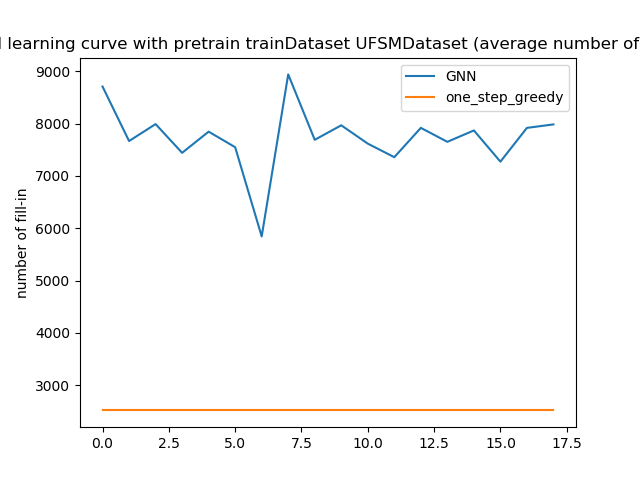 learning curve with pretrain trainDataset UFSMDataset (average number of
GNN
one_step_greedy
number of fill-in
9000
8000
7000
6000
5000
4000
3000
0.0 2.5 5.0 7.5 10.0 12.5 15.0 17.5